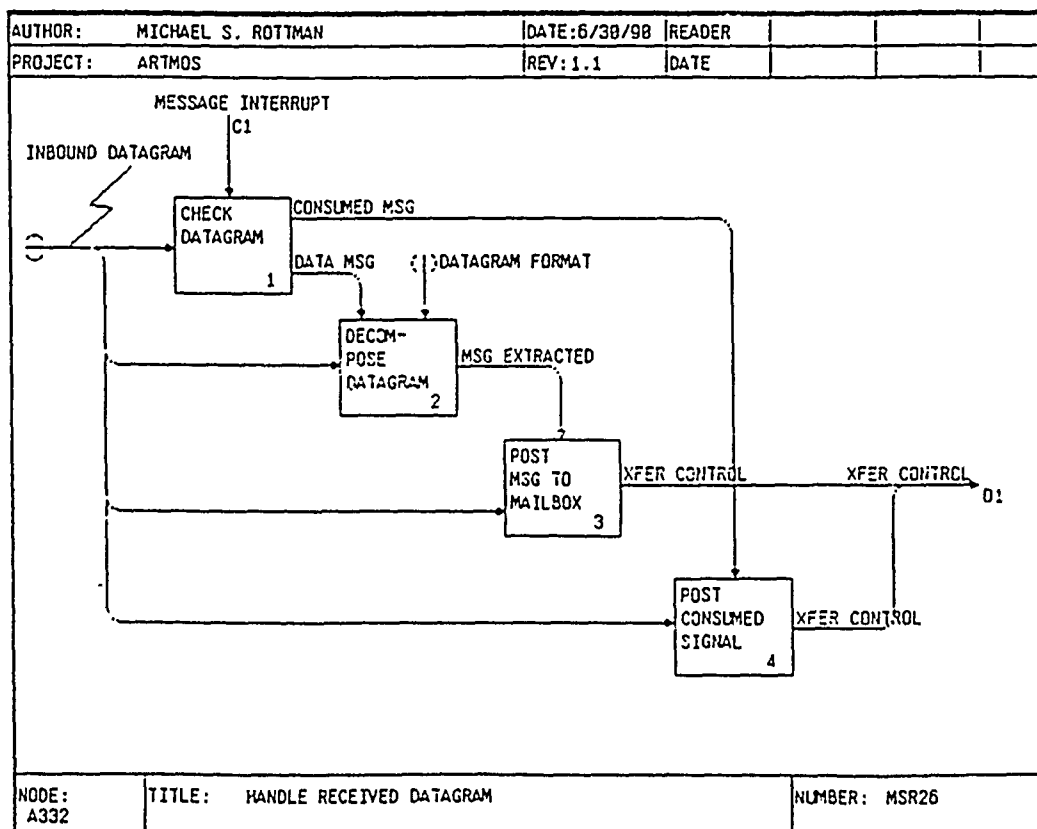 AUTHOR: MICHAEL S. ROTTMAN DATE:6/30/90 READER
PROJECT: ARTMOS REV:1.1 DATE
MESSAGE INTERRUPT
C1
INBOUND DATAGRAM
CHECK
DATAGRAM
1
CONSUMED MSG
DATA MSG
DATAGRAM FORMAT
DECOM-
POSE
DATAGRAM
2
MSG EXTRACTED
POST
MSG TO
MAILBOX
3
XFER CONTROL
XFER CONTROL
O1
POST
CONSUMED
SIGNAL
4
XFER CONTROL
NODE: TITLE: HANDLE RECEIVED DATAGRAM NUMBER: MSR26
A332